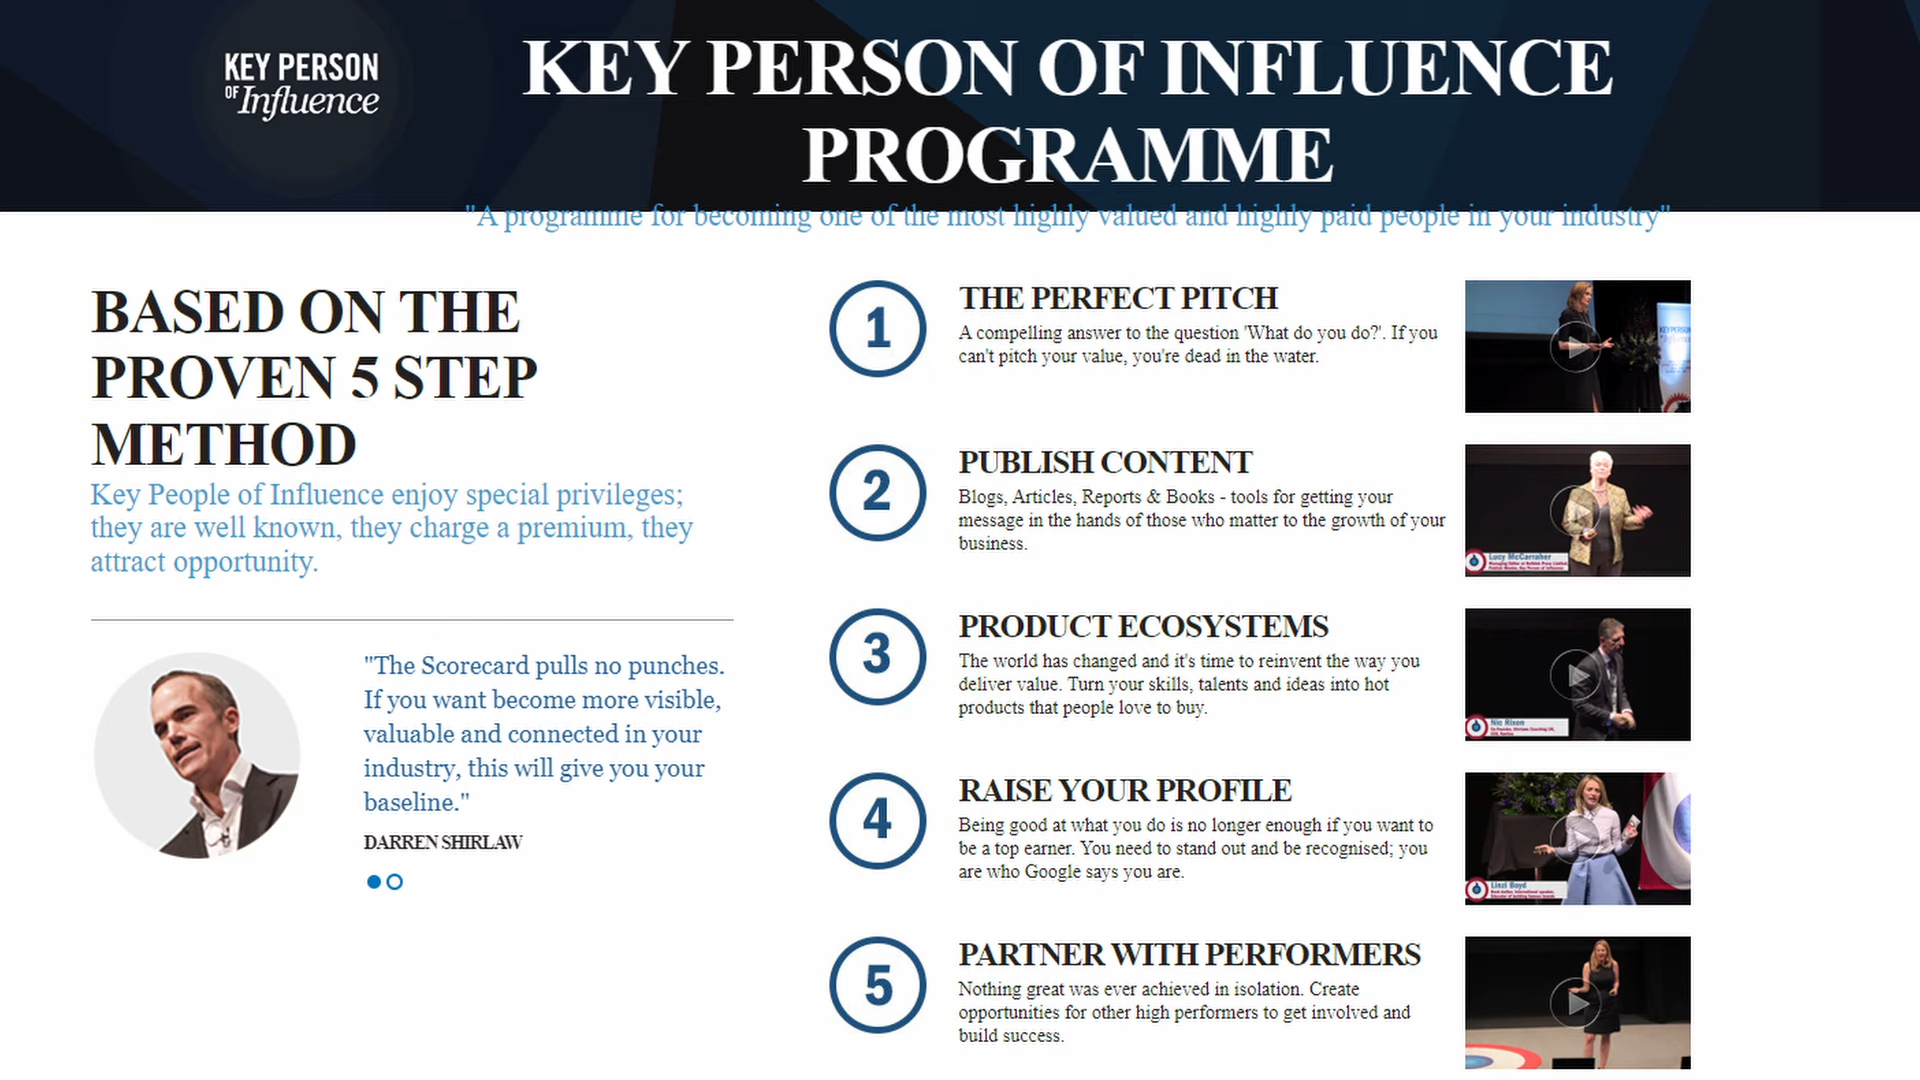 KEY PERSON
OF Influence
KEY PERSON OF INFLUENCE
PROGRAMME
"A programme for becoming one of the most highly valued and highly paid people in your industry"
BASED ON THE
PROVEN 5 STEP
METHOD
Key People of Influence enjoy special privileges;
they are well known, they charge a premium, they
attract opportunity.
"The Scorecard pulls no punches.
If you want become more visible,
valuable and connected in your
industry, this will give you your
baseline."
DARREN SHIRLAW
1
THE PERFECT PITCH
A compelling answer to the question 'What do you do?'. If you
can't pitch your value, you're dead in the water.
2
PUBLISH CONTENT
Blogs, Articles, Reports & Books - tools for getting your
message in the hands of those who matter to the growth of your
business.
Lucy McCarraher
3
PRODUCT ECOSYSTEMS
The world has changed and it's time to reinvent the way you
deliver value. Turn your skills, talents and ideas into hot
products that people love to buy.
Nic Rixon
4
RAISE YOUR PROFILE
Being good at what you do is no longer enough if you want to
be a top earner. You need to stand out and be recognised; you
are who Google says you are.
Linzi Boyd
5
PARTNER WITH PERFORMERS
Nothing great was ever achieved in isolation. Create
opportunities for other high performers to get involved and
build success.